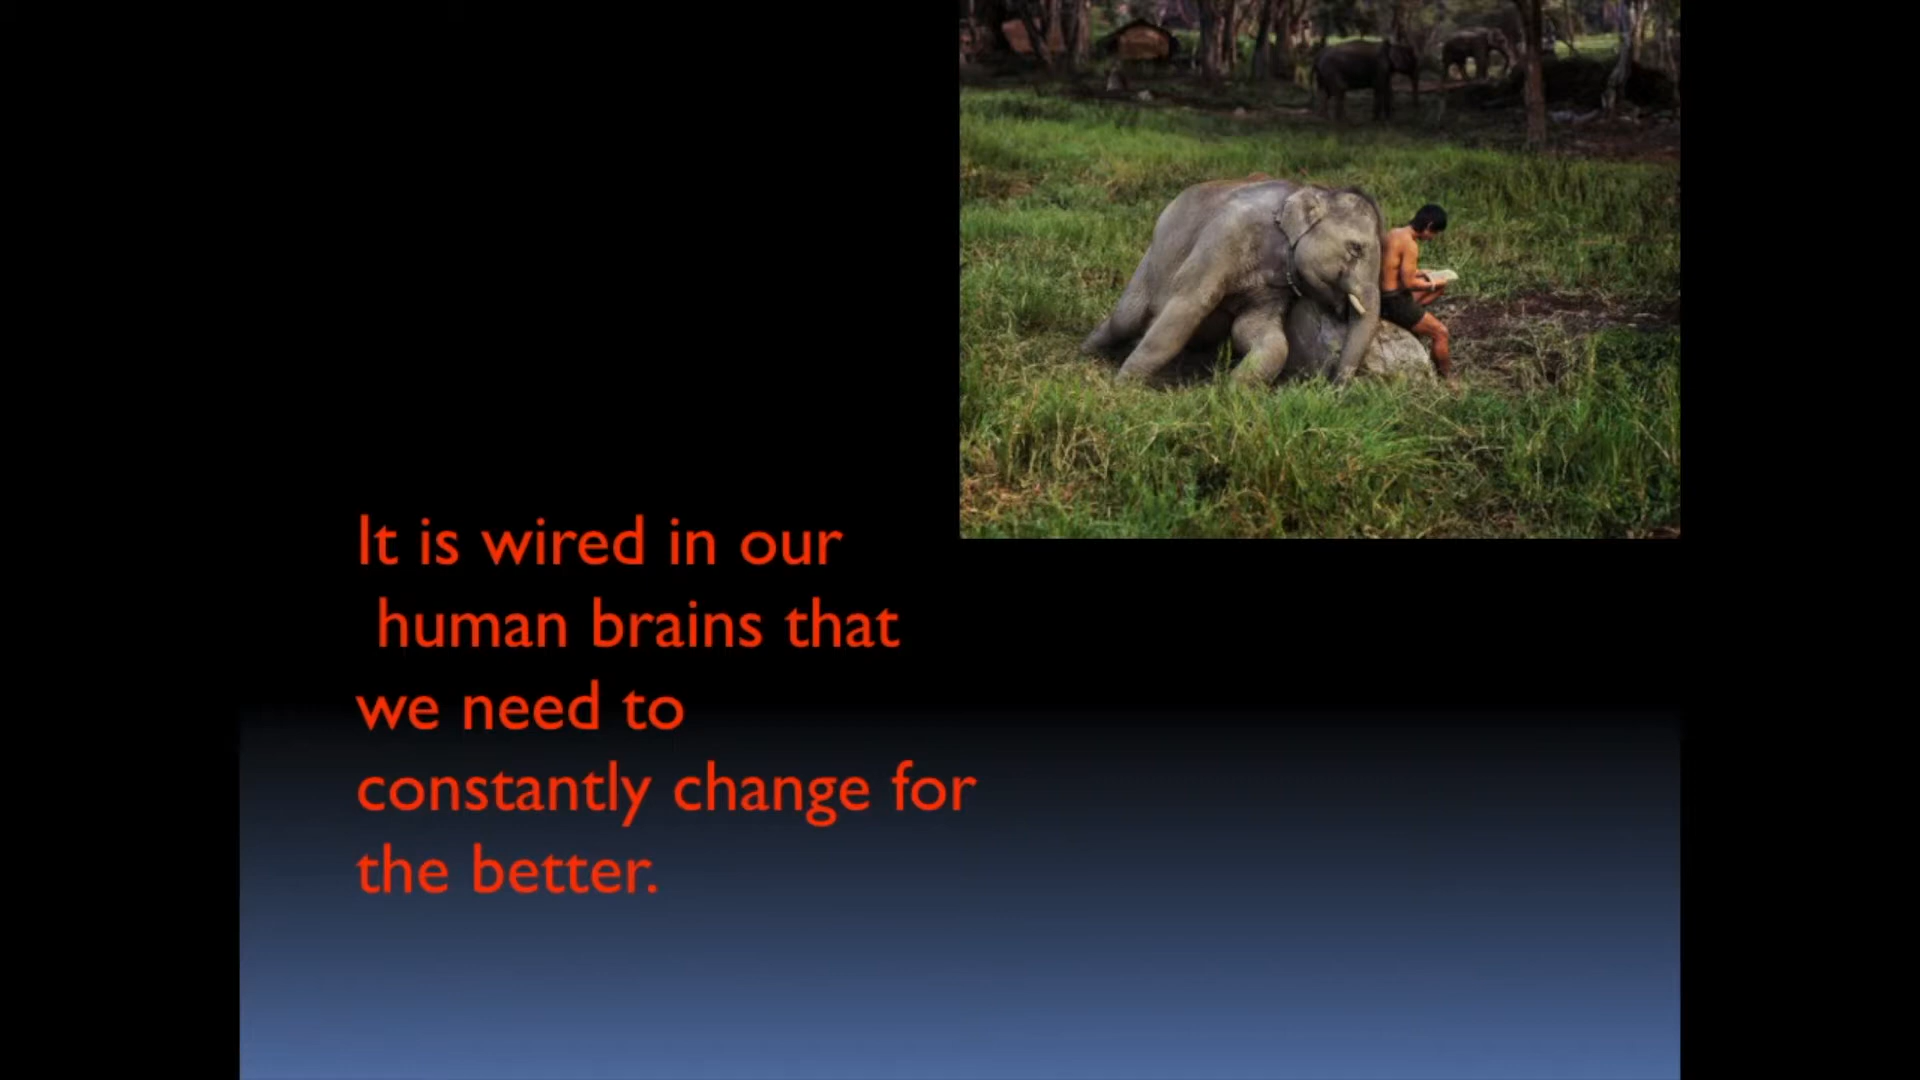 It is wired in our
human brains that
we need to
constantly change for
the better.